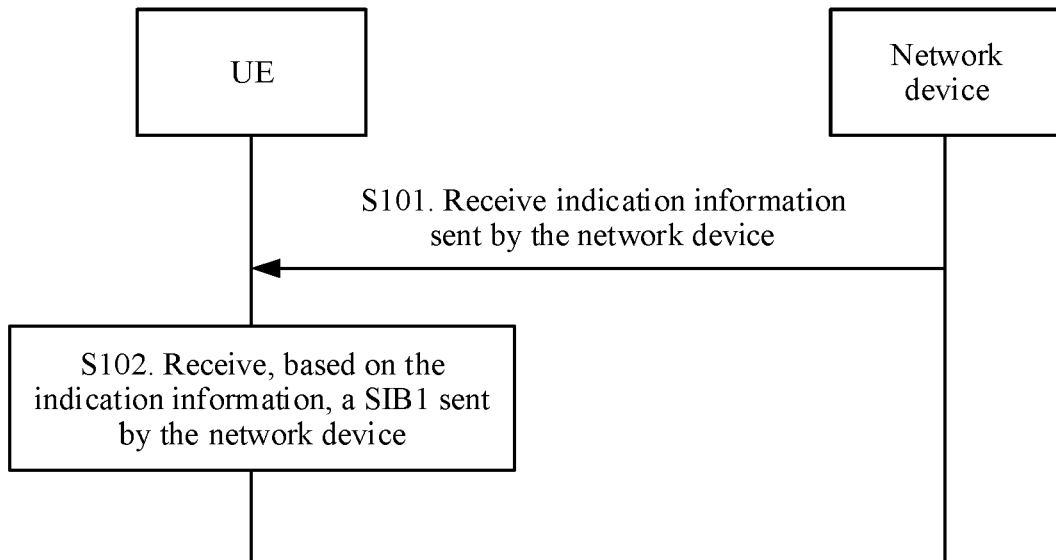 UE
Network
device
S101. Receive indication information
sent by the network device
S102. Receive, based on the
indication information, a SIB1 sent
by the network device